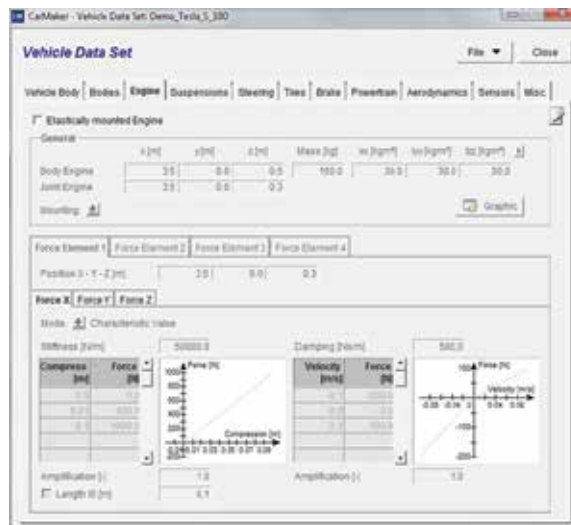 CarMaker - Vehicle Data Set: Demo_Tesla_S_100
Vehicle Data Set
File Close
Vehicle Body Bodies Engine Suspensions Steering Tires Brake Powertrain Aerodynamics Sensors Misc.
Elastically mounted Engine
General
x [m] y [m] z [m] Mass [kg]
Body Engine 3.5 0.0 0.5 150.0 30.0 30.0 30.0
Joint Engine 3.5 0.0 0.3
Mounting: Graphic
Force Element 1 Force Element 2 Force Element 3 Force Element 4
Position X - Y - Z [m] 3.5 0.0 0.3
Force X Force Y Force Z
Mode: Characteristic Value
Stiffness [N/m] 50000.0 Damping [Ns/m] 500.0
Compress [m] Force [N] Force [N] Velocity [m/s] Force [N] Force [N]
Compression [m] Velocity [m/s]
Amplification [-] 1.0 Amplification [-] 1.0
Length l0 [m] 0.1